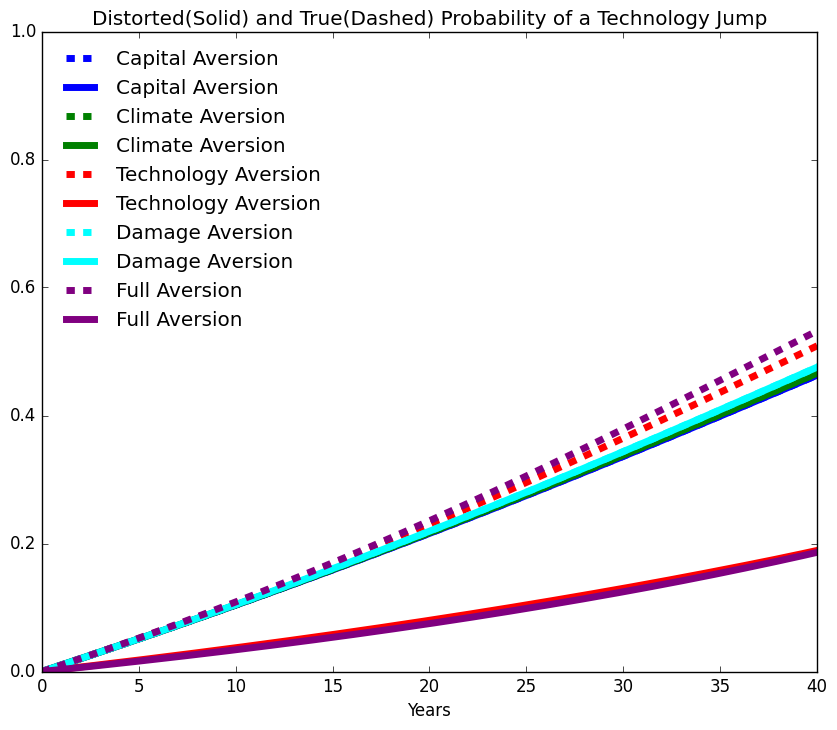 Distorted(Solid) and True(Dashed) Probability of a Technology Jump
1.0
Capital Aversion
Capital Aversion
Climate Aversion
Climate Aversion
Technology Aversion
Technology Aversion
Damage Aversion
Damage Aversion
Full Aversion
Full Aversion
0.8
0.6
0.4
0.2
0.0
0 5 10 15 20 25 30 35 40
Years